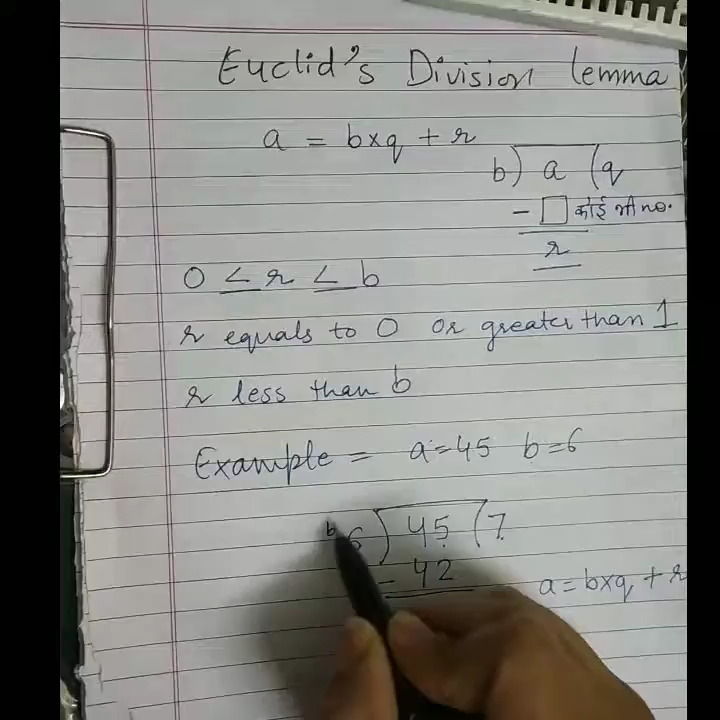 Euclid's Division lemma
a = b×q + r
b) a (q
- □ कोई भी no.
r
0 ≤ r ≤ b
r equals to 0 or greater than 1
r less than b
Example = a=45 b=6
b 6) 45 (7
- 42
a=b×q + r